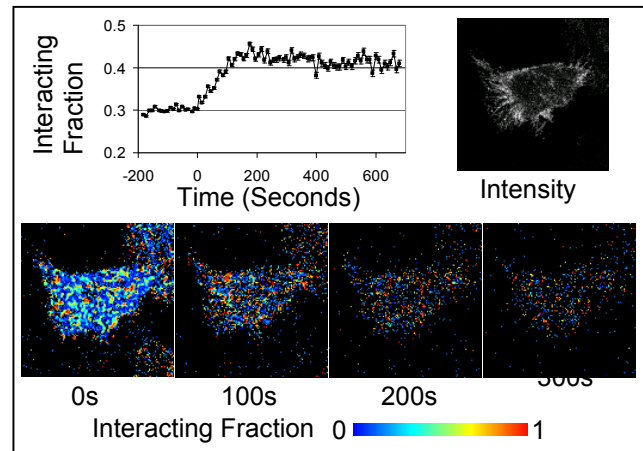 0.5
0.4
0.3
0.2
Interacting
Fraction
-200 0 200 400 600
Time (Seconds)
Intensity
0s 100s 200s
Interacting Fraction 0 1